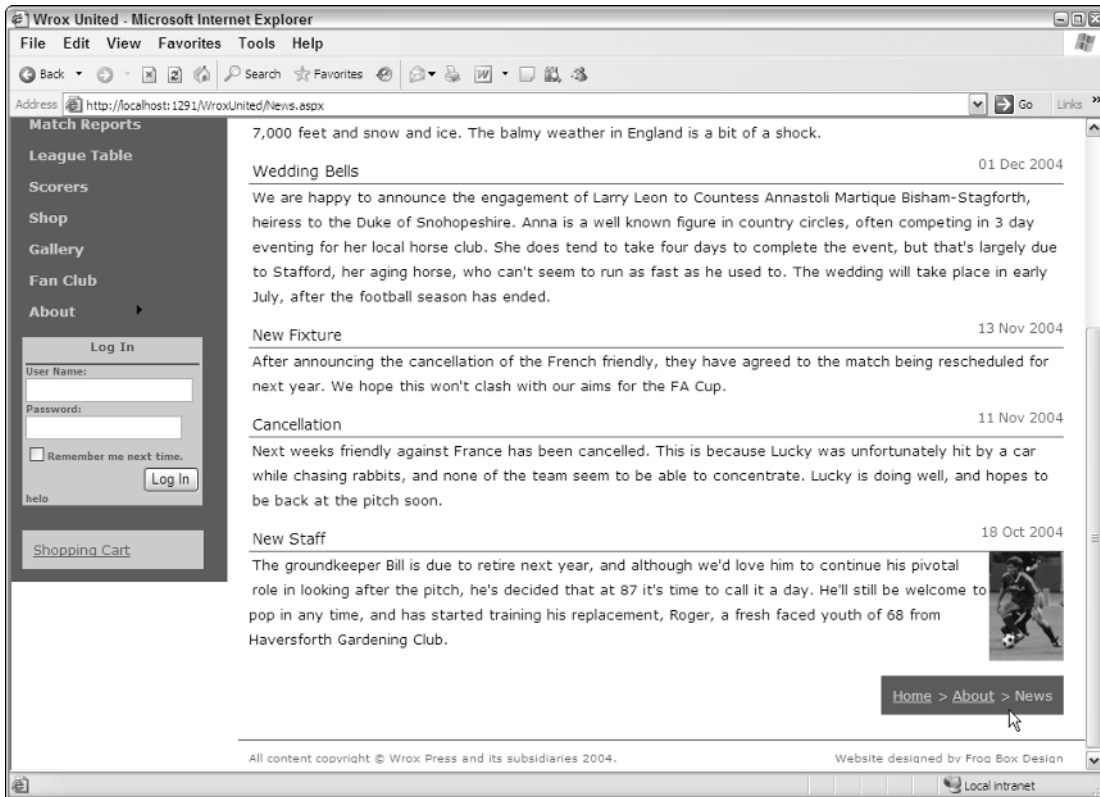 Wrox United - Microsoft Internet Explorer
File Edit View Favorites Tools Help
Back Search Favorites
Address http://localhost:1291/WroxUnited/News.aspx Go Links »
Match Reports
League Table
Scorers
Shop
Gallery
Fan Club
About
Log In
User Name:
Password:
Remember me next time.
Log In
help
Shopping Cart
7,000 feet and snow and ice. The balmy weather in England is a bit of a shock.
Wedding Bells 01 Dec 2004
We are happy to announce the engagement of Larry Leon to Countess Annastoli Martique Bisham-Stagforth,
heiress to the Duke of Snohopeshire. Anna is a well known figure in country circles, often competing in 3 day
eventing for her local horse club. She does tend to take four days to complete the event, but that's largely due
to Stafford, her aging horse, who can't seem to run as fast as he used to. The wedding will take place in early
July, after the football season has ended.
New Fixture 13 Nov 2004
After announcing the cancellation of the French friendly, they have agreed to the match being rescheduled for
next year. We hope this won't clash with our aims for the FA Cup.
Cancellation 11 Nov 2004
Next weeks friendly against France has been cancelled. This is because Lucky was unfortunately hit by a car
while chasing rabbits, and none of the team seem to be able to concentrate. Lucky is doing well, and hopes to
be back at the pitch soon.
New Staff 18 Oct 2004
The groundkeeper Bill is due to retire next year, and although we'd love him to continue his pivotal
role in looking after the pitch, he's decided that at 87 it's time to call it a day. He'll still be welcome to
pop in any time, and has started training his replacement, Roger, a fresh faced youth of 68 from
Haversforth Gardening Club.
Home > About > News
All content copyright © Wrox Press and its subsidiaries 2004. Website designed by Frog Box Design
Local intranet